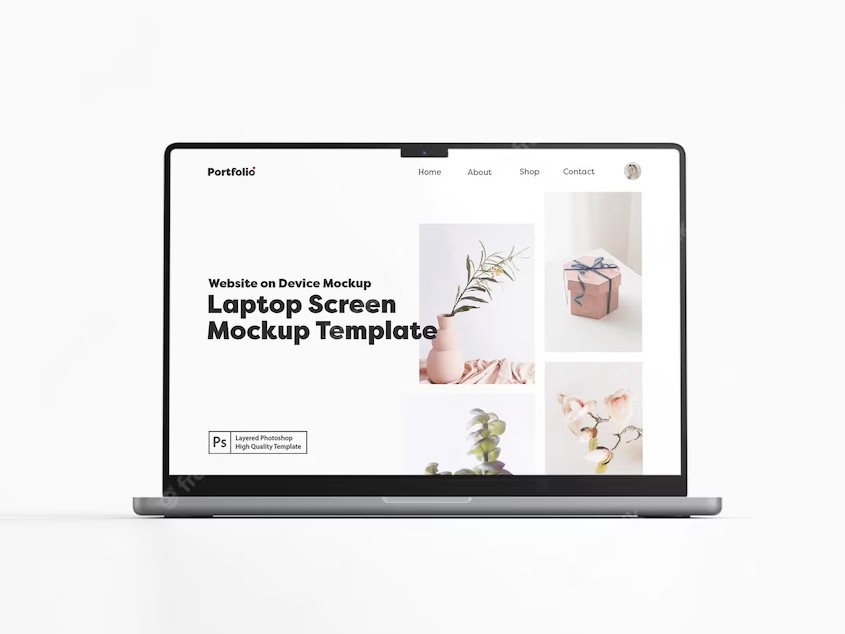 Portfolio
Home About Shop Contact
Website on Device Mockup
Laptop Screen
Mockup Template
Ps
Layered Photoshop
High Quality Template